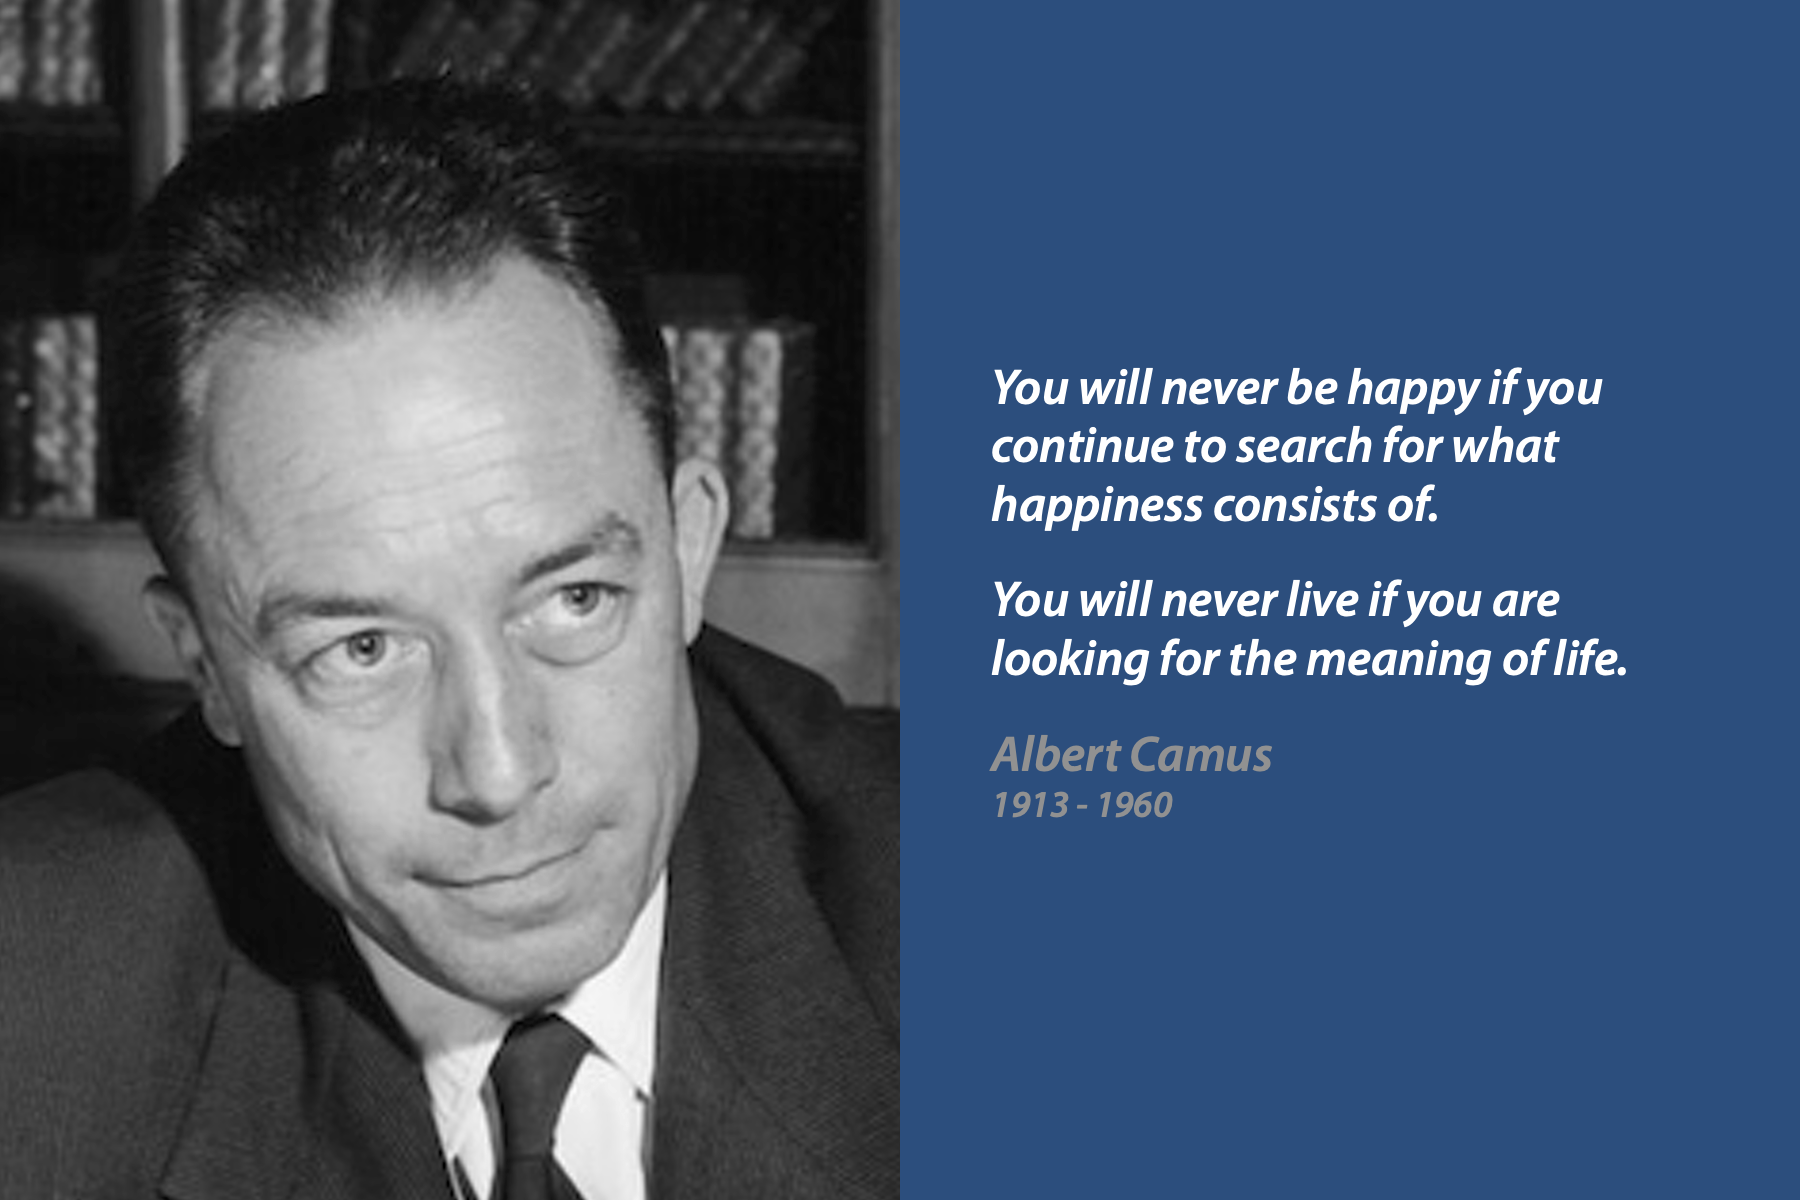 You will never be happy if you
continue to search for what
happiness consists of.
You will never live if you are
looking for the meaning of life.
Albert Camus
1913 - 1960